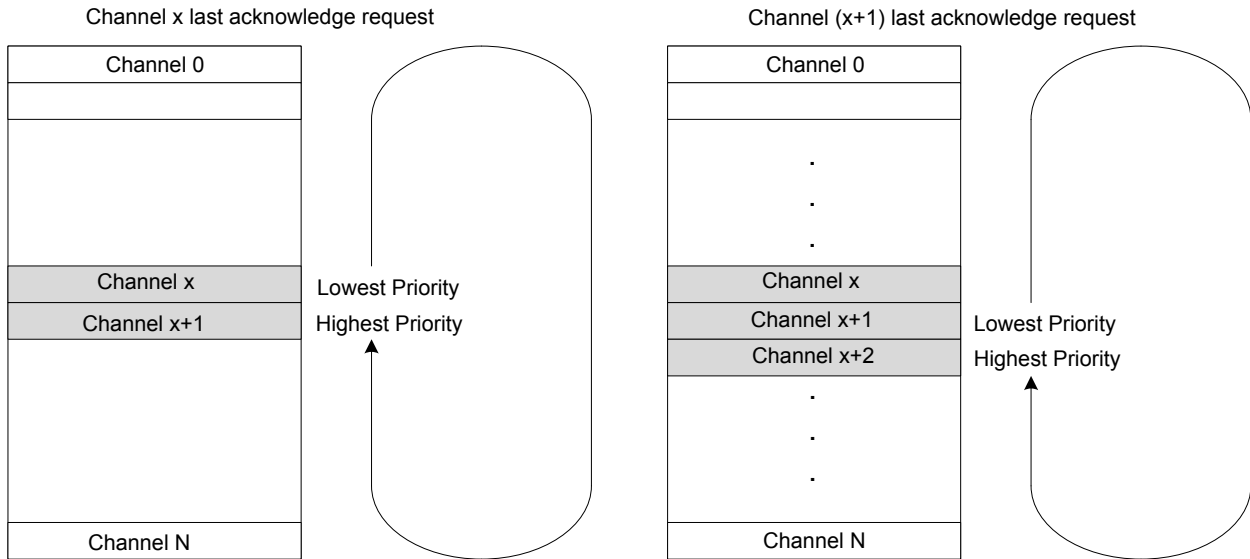 Channel x last acknowledge request
Channel 0
Channel x
Lowest Priority
Channel x+1
Highest Priority
Channel N
Channel (x+1) last acknowledge request
Channel 0
.
.
.
Channel x
Channel x+1
Lowest Priority
Channel x+2
Highest Priority
.
.
.
Channel N